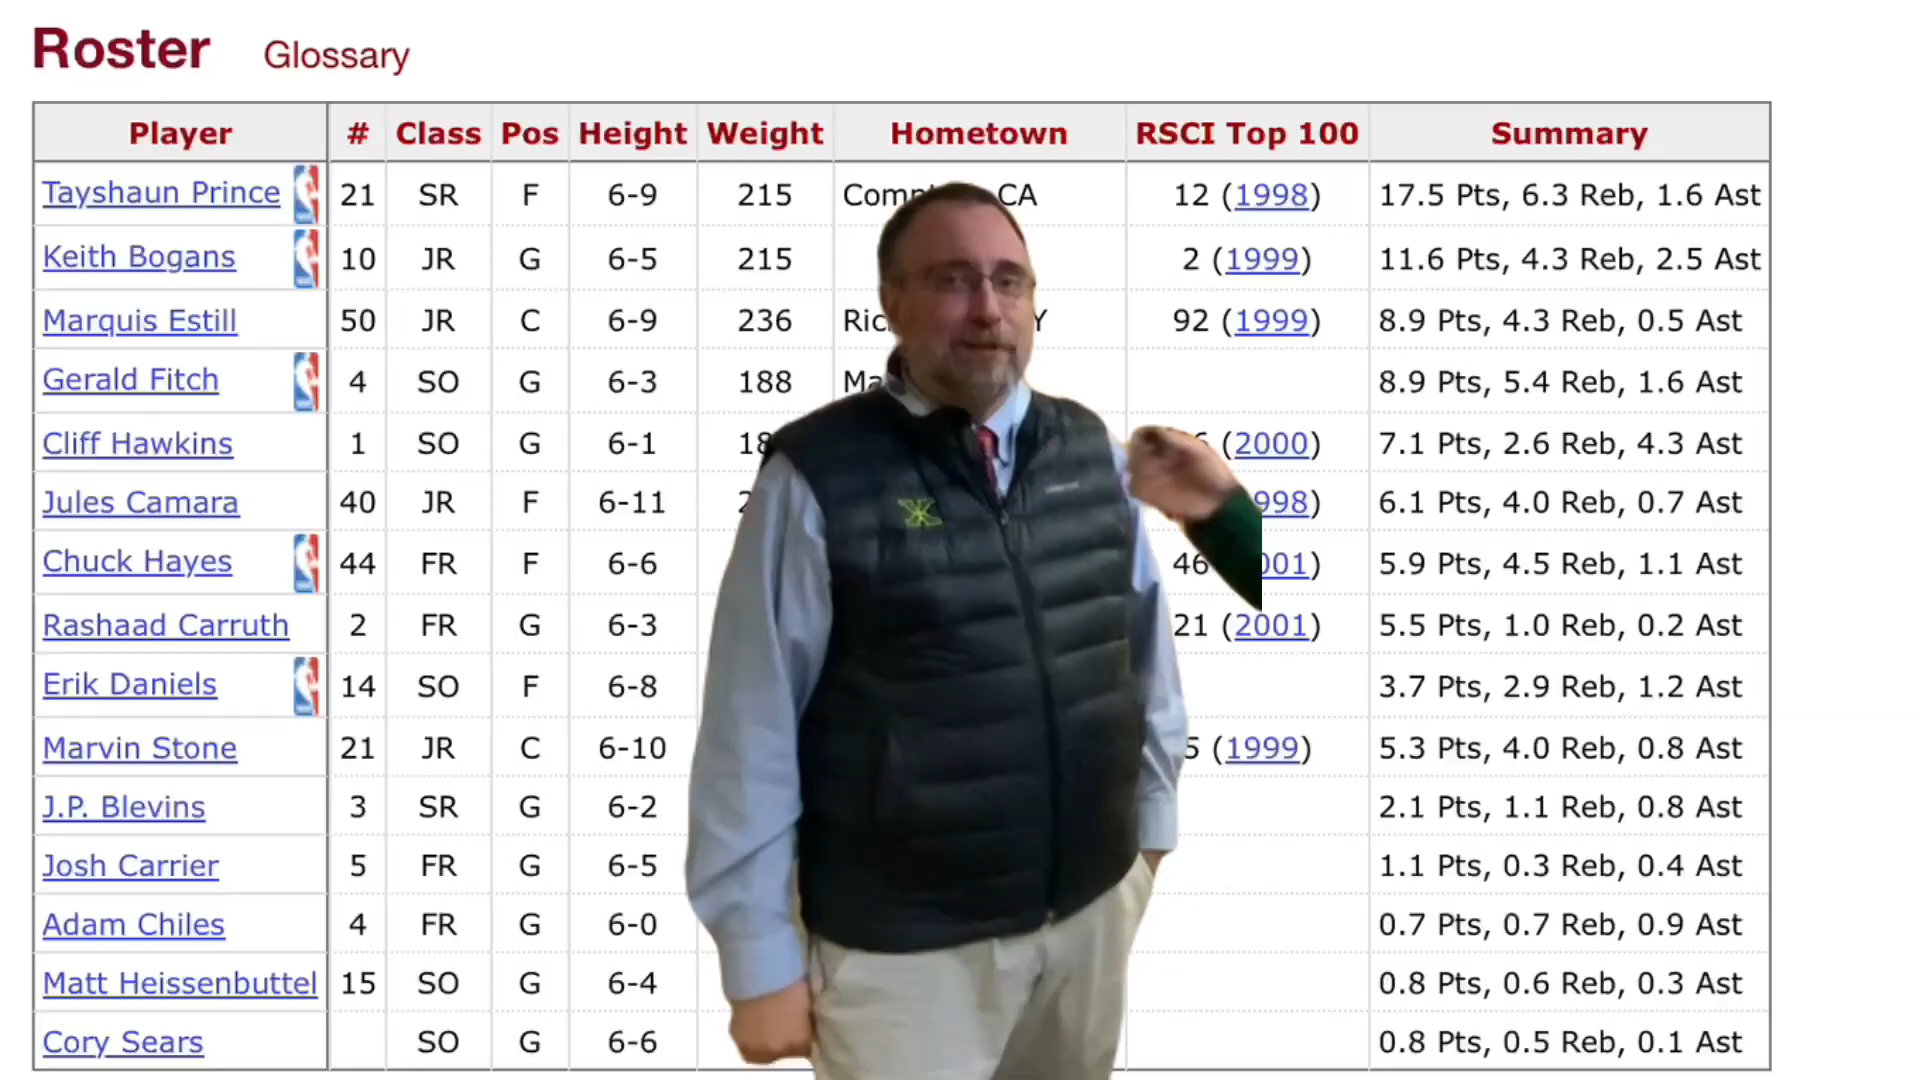 Roster Glossary
Player # Class Pos Height Weight Hometown RSCI Top 100 Summary
Tayshaun Prince 21 SR F 6-9 215 CA 12 (1998) 17.5 Pts, 6.3 Reb, 1.6 Ast
Keith Bogans 10 JR G 6-5 215 2 (1999) 11.6 Pts, 4.3 Reb, 2.5 Ast
Marquis Estill 50 JR C 6-9 236 92 (1999) 8.9 Pts, 4.3 Reb, 0.5 Ast
Gerald Fitch 4 SO G 6-3 188 8.9 Pts, 5.4 Reb, 1.6 Ast
Cliff Hawkins 1 SO G 6-1 (2000) 7.1 Pts, 2.6 Reb, 4.3 Ast
Jules Camara 40 JR F 6-11 6.1 Pts, 4.0 Reb, 0.7 Ast
Chuck Hayes 44 FR F 6-6 46 5.9 Pts, 4.5 Reb, 1.1 Ast
Rashaad Carruth 2 FR G 6-3 21 (2001) 5.5 Pts, 1.0 Reb, 0.2 Ast
Erik Daniels 14 SO F 6-8 3.7 Pts, 2.9 Reb, 1.2 Ast
Marvin Stone 21 JR C 6-10 (1999) 5.3 Pts, 4.0 Reb, 0.8 Ast
J.P. Blevins 3 SR G 6-2 2.1 Pts, 1.1 Reb, 0.8 Ast
Josh Carrier 5 FR G 6-5 1.1 Pts, 0.3 Reb, 0.4 Ast
Adam Chiles 4 FR G 6-0 0.7 Pts, 0.7 Reb, 0.9 Ast
Matt Heissenbuttel 15 SO G 6-4 0.8 Pts, 0.6 Reb, 0.3 Ast
Cory Sears SO G 6-6 0.8 Pts, 0.5 Reb, 0.1 Ast